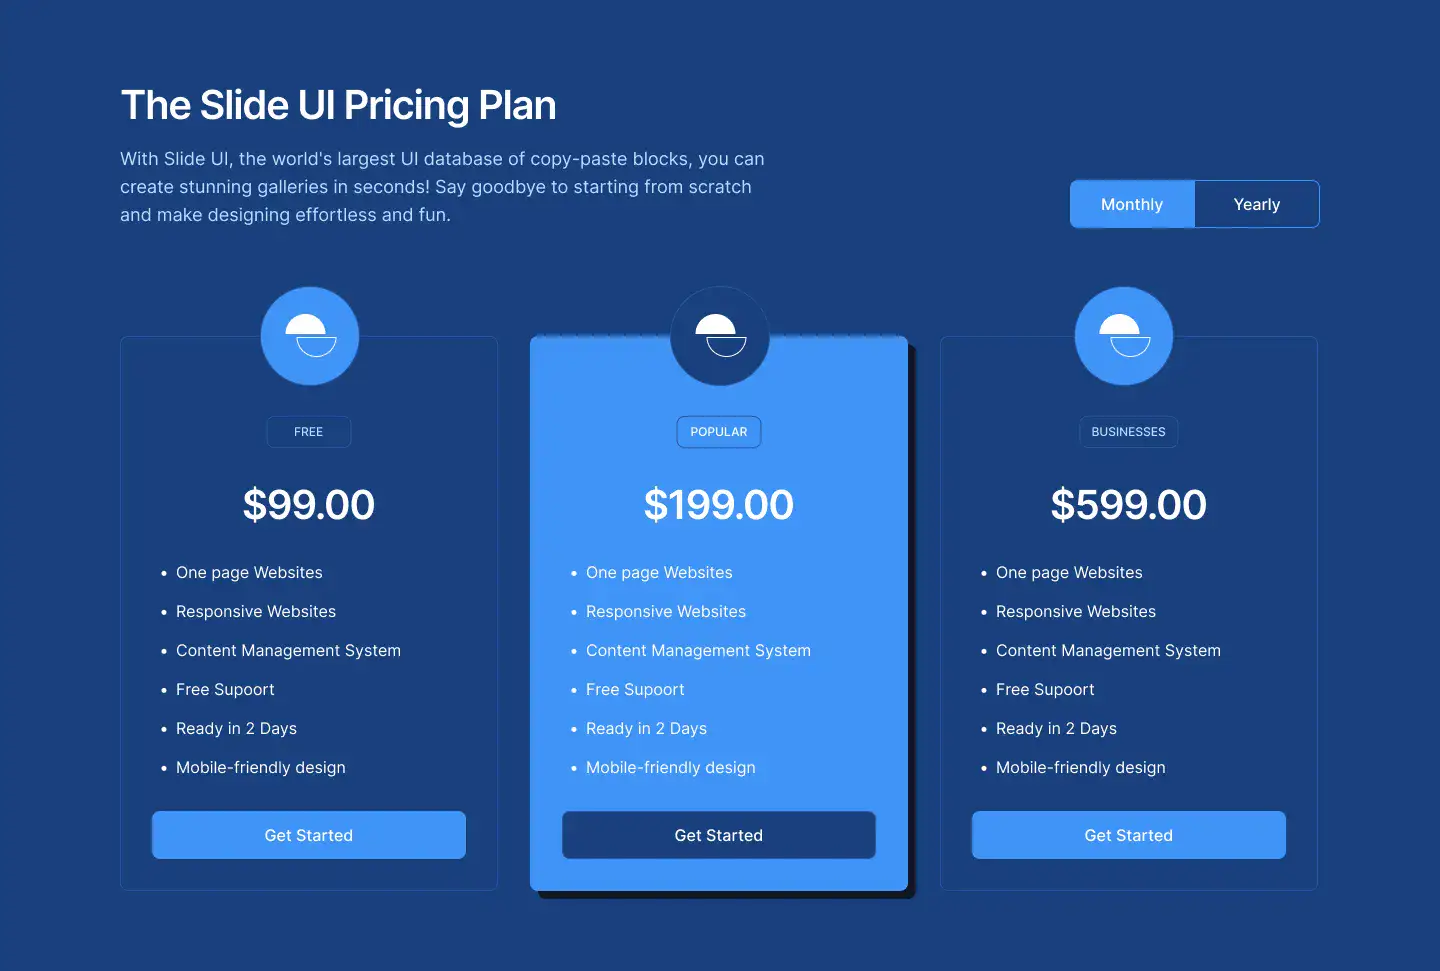 The Slide UI Pricing Plan
With Slide UI, the world's largest UI database of copy-paste blocks, you can
create stunning galleries in seconds! Say goodbye to starting from scratch
and make designing effortless and fun.
Monthly
Yearly
FREE
$99.00
• One page Websites
• Responsive Websites
• Content Management System
• Free Supoort
• Ready in 2 Days
• Mobile-friendly design
Get Started
POPULAR
$199.00
• One page Websites
• Responsive Websites
• Content Management System
• Free Supoort
• Ready in 2 Days
• Mobile-friendly design
Get Started
BUSINESSES
$599.00
• One page Websites
• Responsive Websites
• Content Management System
• Free Supoort
• Ready in 2 Days
• Mobile-friendly design
Get Started